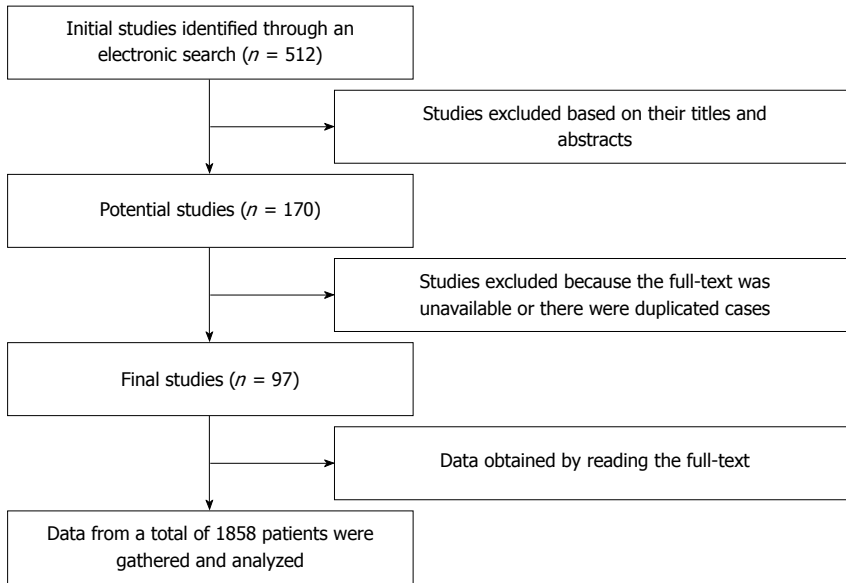 Initial studies identified through an
electronic search (n = 512)
Studies excluded based on their titles and
abstracts
Potential studies (n = 170)
Studies excluded because the full-text was
unavailable or there were duplicated cases
Final studies (n = 97)
Data obtained by reading the full-text
Data from a total of 1858 patients were
gathered and analyzed